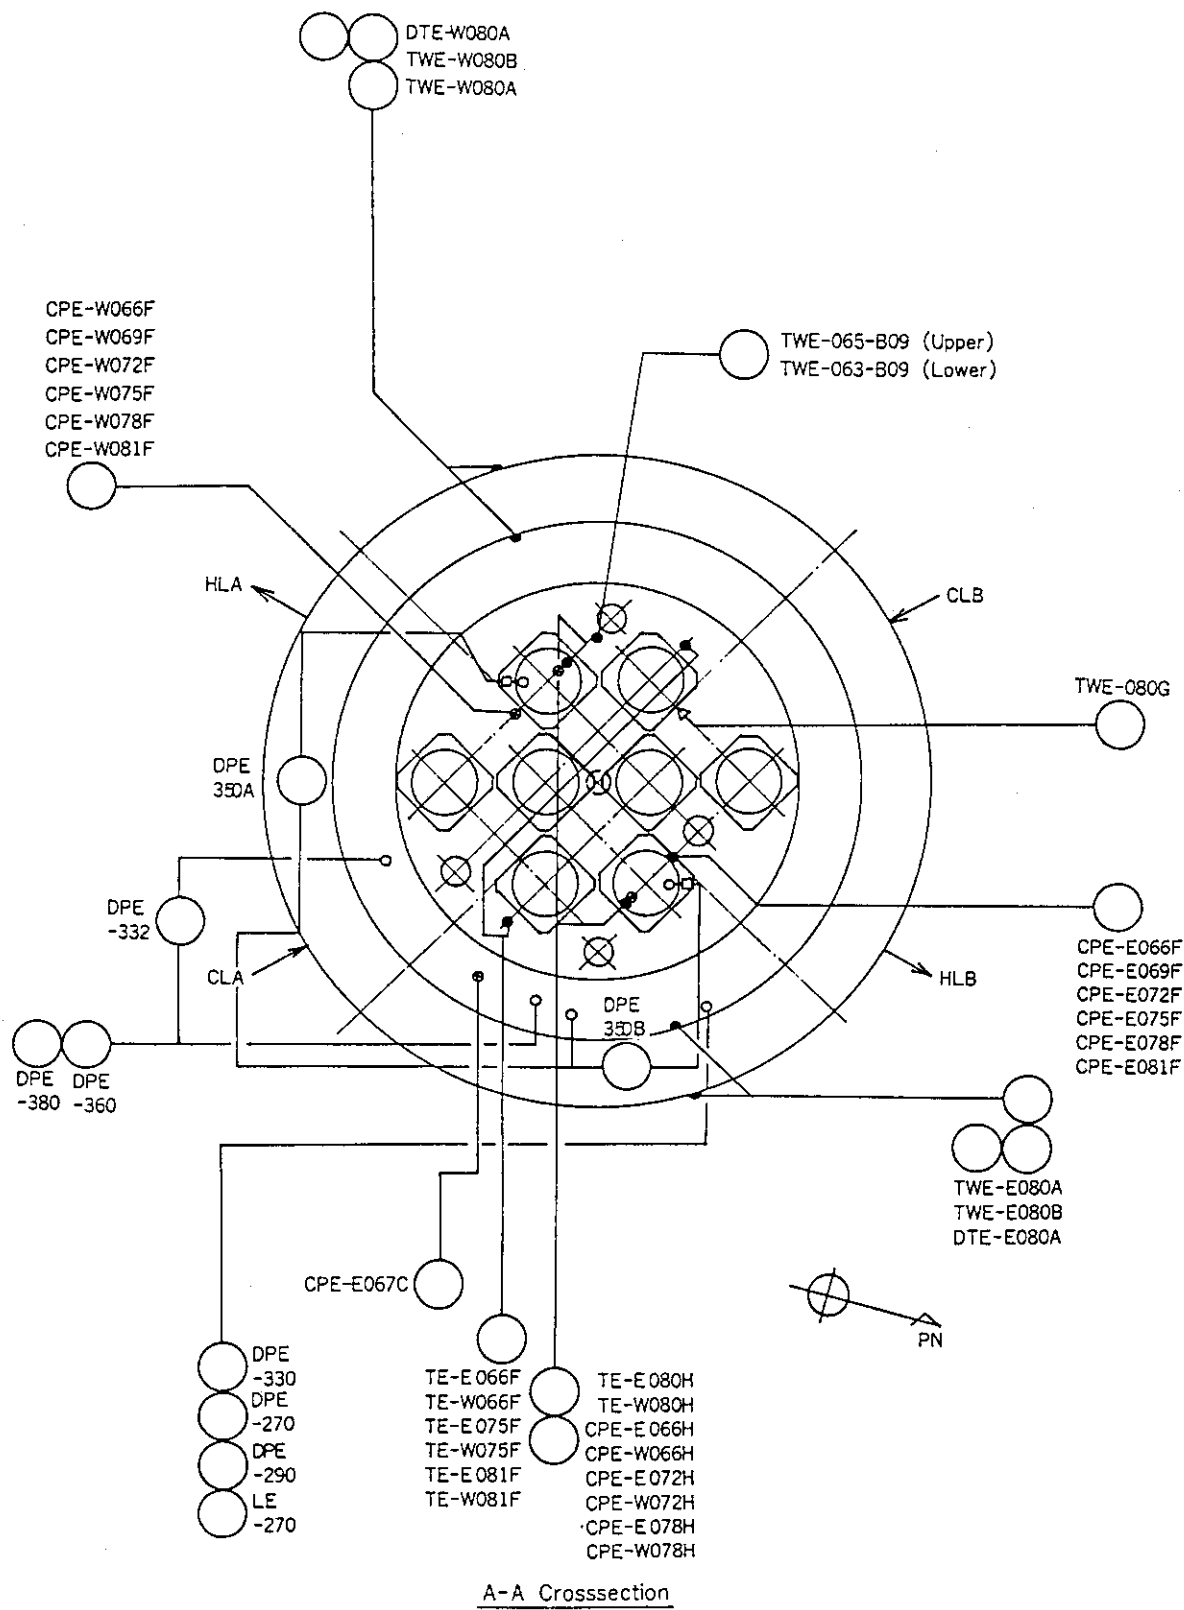 DTE-W080A
TWE-W080B
TWE-W080A
CPE-W066F
CPE-W069F
CPE-W072F
CPE-W075F
CPE-W078F
CPE-W081F
TWE-065-B09 (Upper)
TWE-063-B09 (Lower)
HLA
CLB
TWE-080G
DPE
350A
DPE
-332
CLA
HLB
CPE-E066F
CPE-E069F
CPE-E072F
CPE-E075F
CPE-E078F
CPE-E081F
DPE
350B
DPE
-380
DPE
-360
TWE-E080A
TWE-E080B
DTE-E080A
CPE-E067C
PN
DPE
-330
DPE
-270
DPE
-290
LE
-270
TE-E066F
TE-W066F
TE-E075F
TE-W075F
TE-E081F
TE-W081F
TE-E080H
TE-W080H
CPE-E066H
CPE-W066H
CPE-E072H
CPE-W072H
CPE-E078H
CPE-W078H
A-A Crosssection